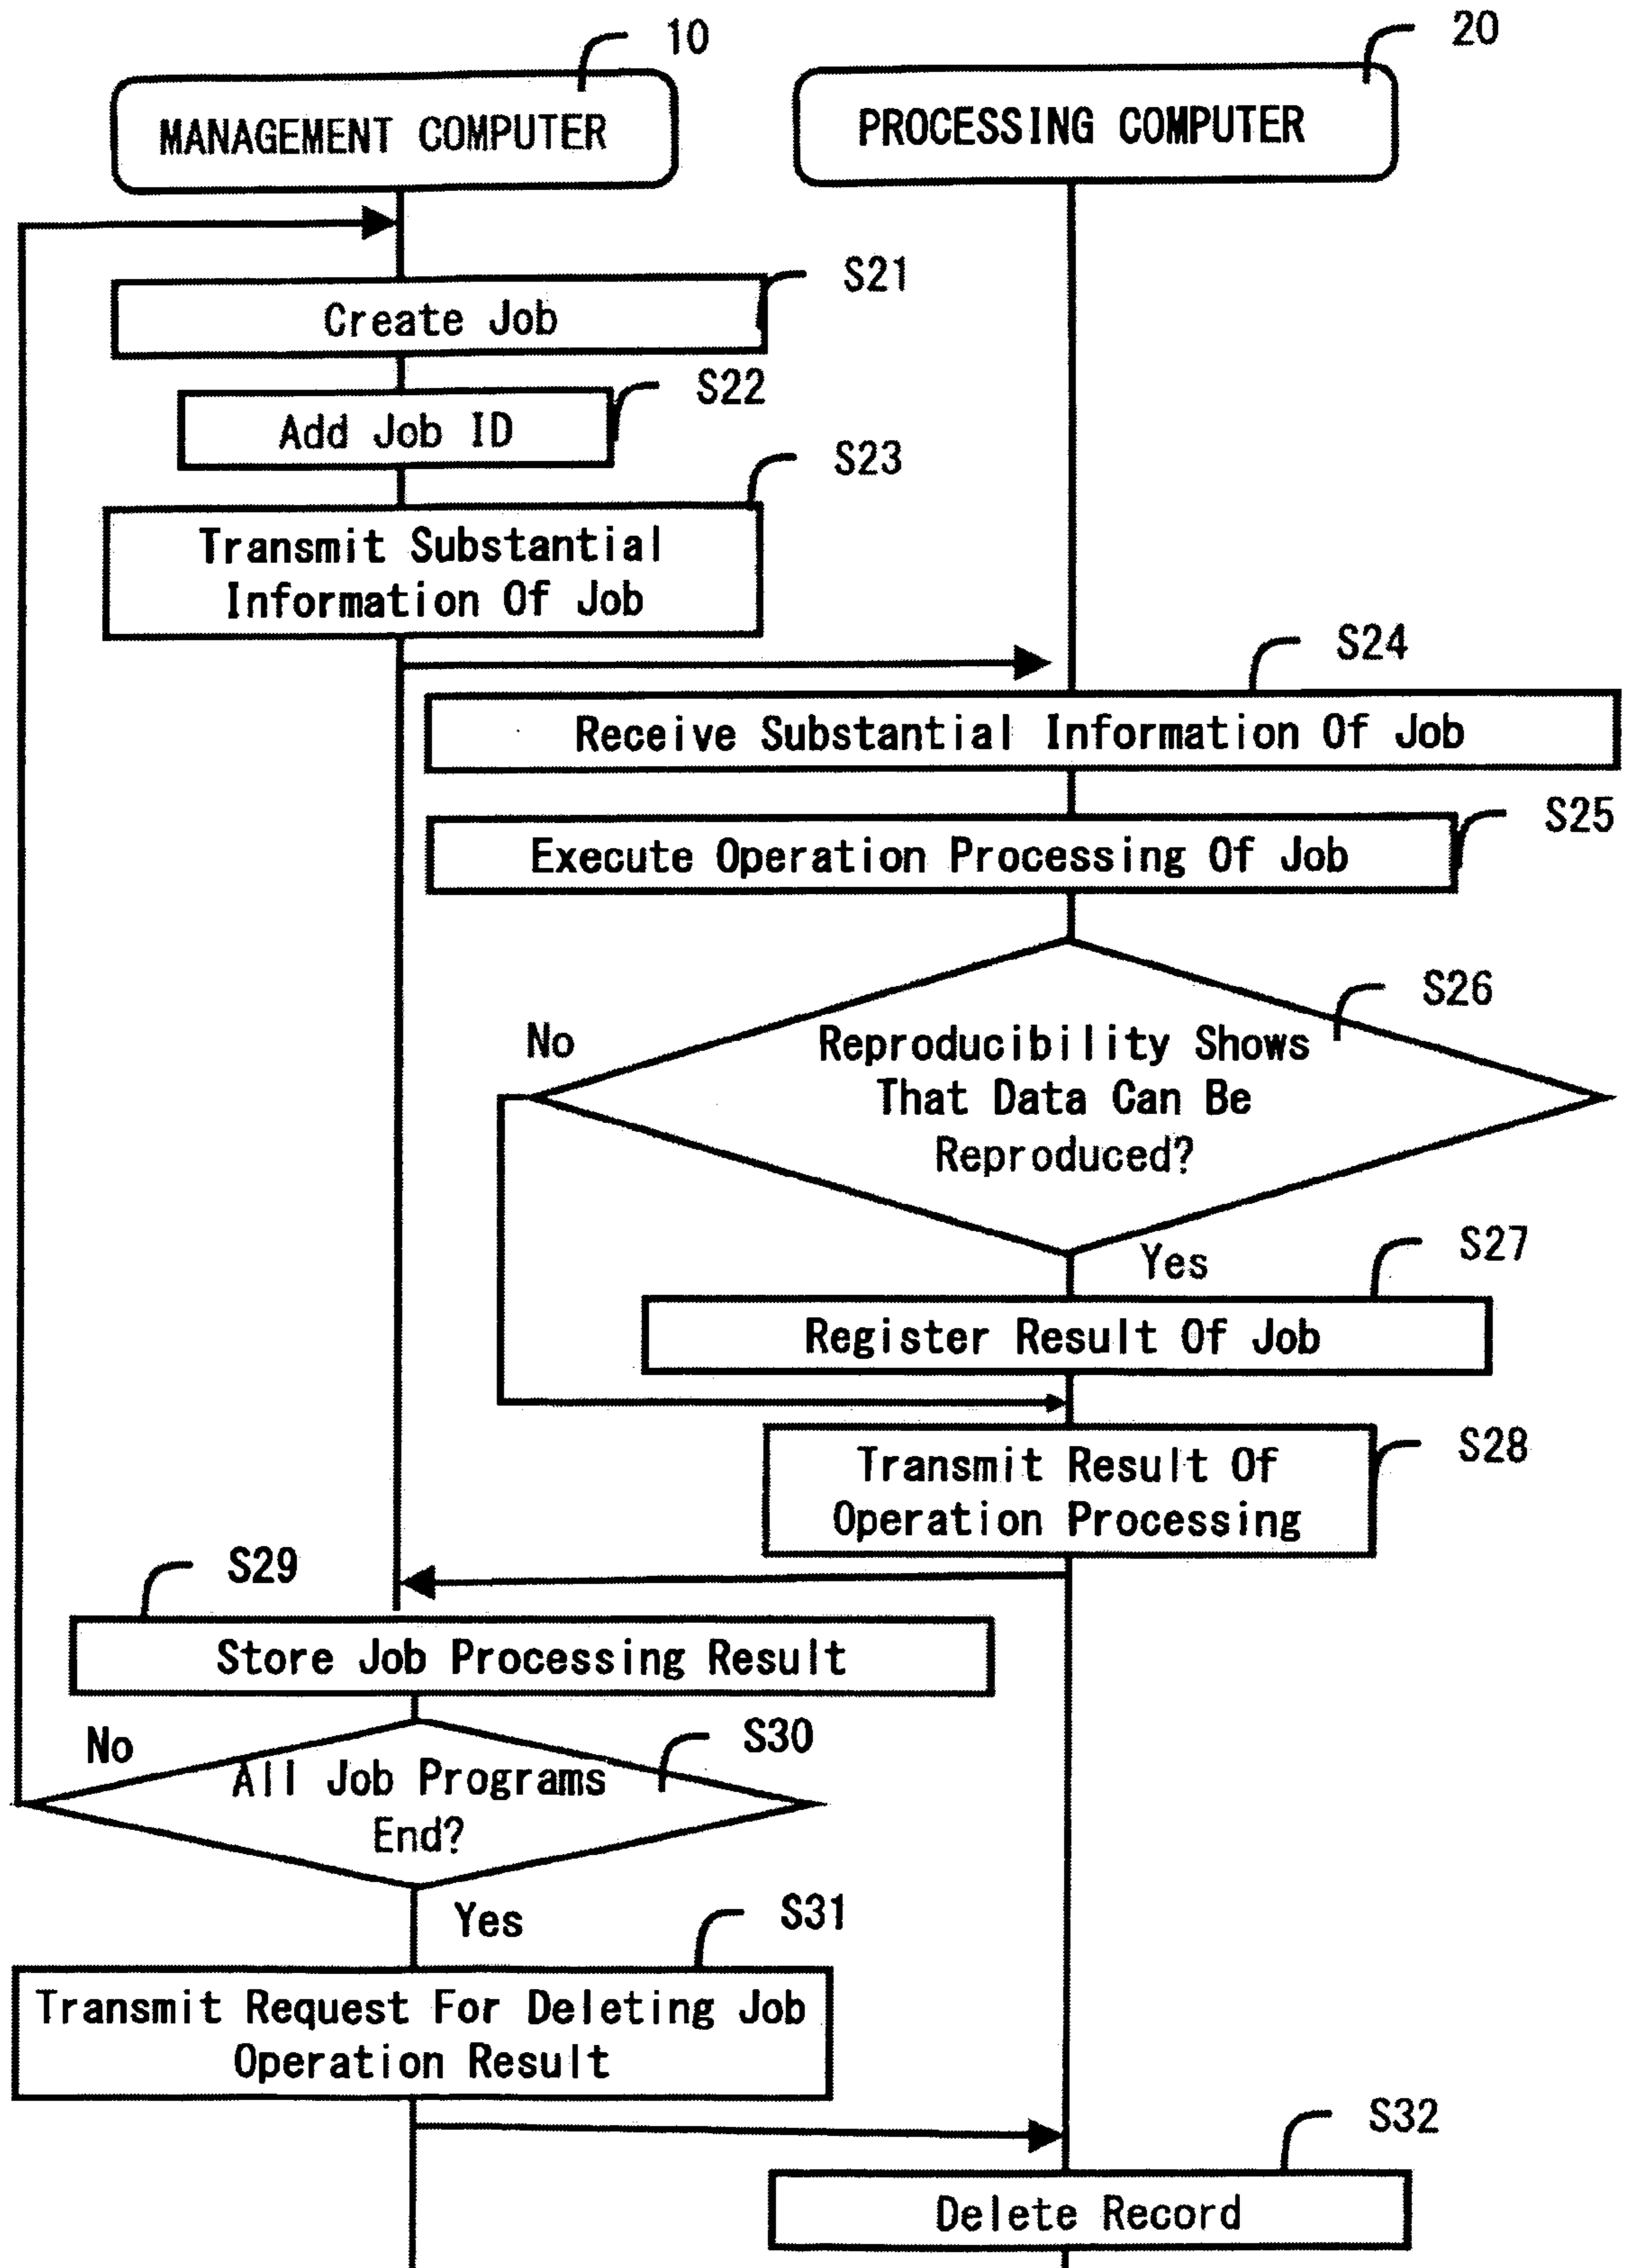 10
20
MANAGEMENT COMPUTER
PROCESSING COMPUTER
S21
Create Job
S22
Add Job ID
S23
Transmit Substantial
Information Of Job
S24
Receive Substantial Information Of Job
S25
Execute Operation Processing Of Job
S26
No
Reproducibility Shows
That Data Can Be
Reproduced?
Yes
S27
Register Result Of Job
S28
Transmit Result Of
Operation Processing
S29
Store Job Processing Result
No
S30
All Job Programs
End?
Yes
S31
Transmit Request For Deleting Job
Operation Result
S32
Delete Record